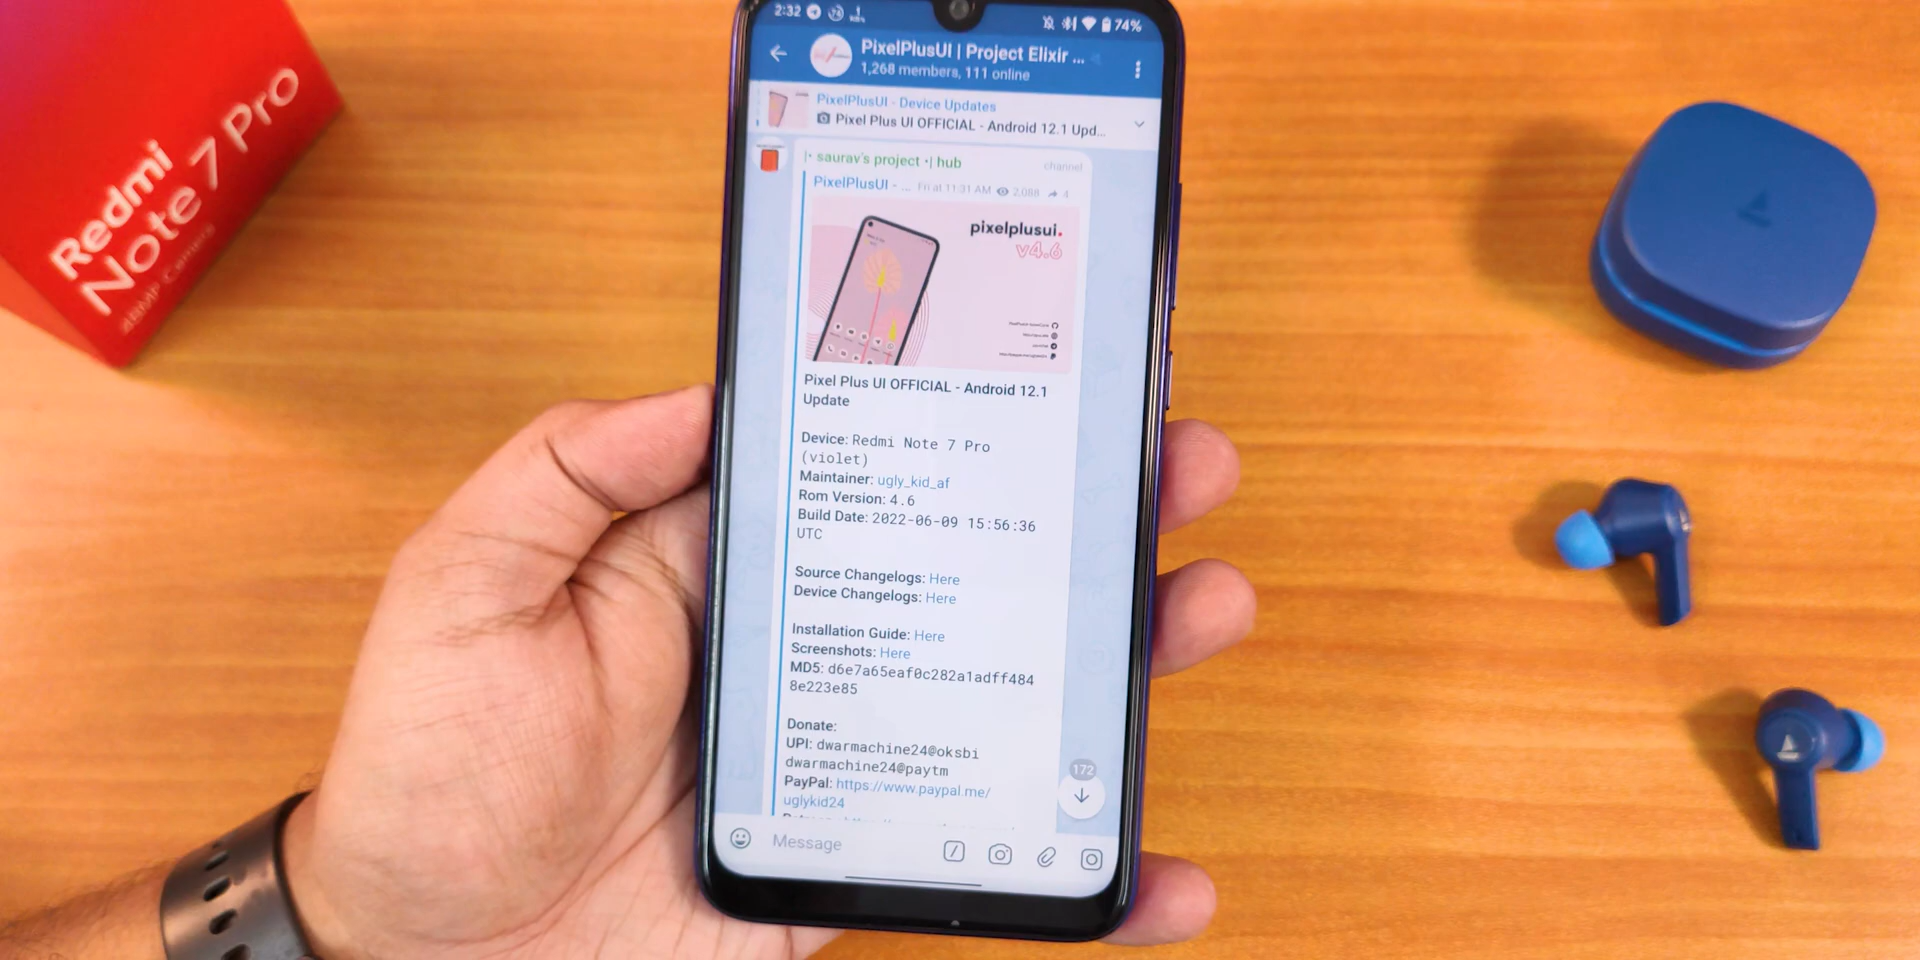 Redmi
Note 7 Pro
48MP Camera
2:32
74%
PixelPlusUI | Project Elixir ...
1,268 members, 111 online
PixelPlusUI - Device Updates
Pixel Plus UI OFFICIAL - Android 12.1 Upd...
|• saurav's project •| hub
channel
PixelPlusUI - ... Fri at 11:31 AM 2,088 4
pixelplusui.
v4.6
Pixel Plus UI OFFICIAL - Android 12.1
Update
Device: Redmi Note 7 Pro
(violet)
Maintainer: ugly_kid_af
Rom Version: 4.6
Build Date: 2022-06-09 15:56:36
UTC
Source Changelogs: Here
Device Changelogs: Here
Installation Guide: Here
Screenshots: Here
MD5: d6e7a65eaf0c282a1adff484
8e223e85
Donate:
UPI: dwarmachine24@oksbi
dwarmachine24@paytm
PayPal: https://www.paypal.me/
uglykid24
172
Message